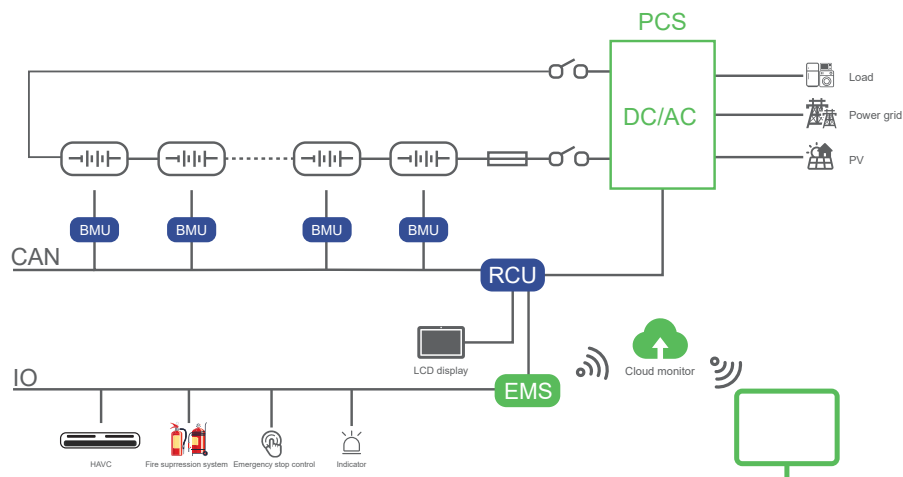 PCS
DC/AC
Load
Power grid
PV
BMU
BMU
BMU
BMU
CAN
RCU
LCD display
Cloud monitor
IO
EMS
HAVC
Fire suprression system
Emergency stop control
Indicator